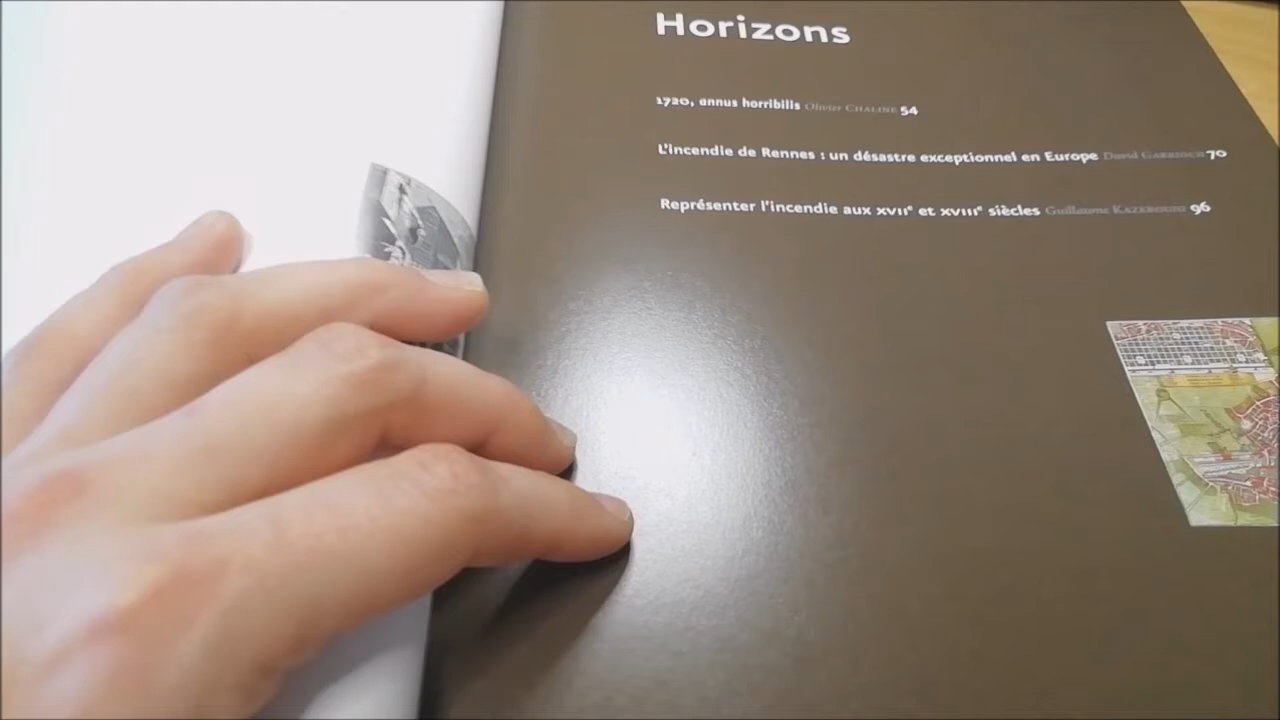 Horizons
1720, annus horribilis Olivier CHALINE 54
L'incendie de Rennes : un désastre exceptionnel en Europe David GARRIOCH 70
Représenter l'incendie aux XVIIᵉ et XVIIIᵉ siècles Guillaume 96